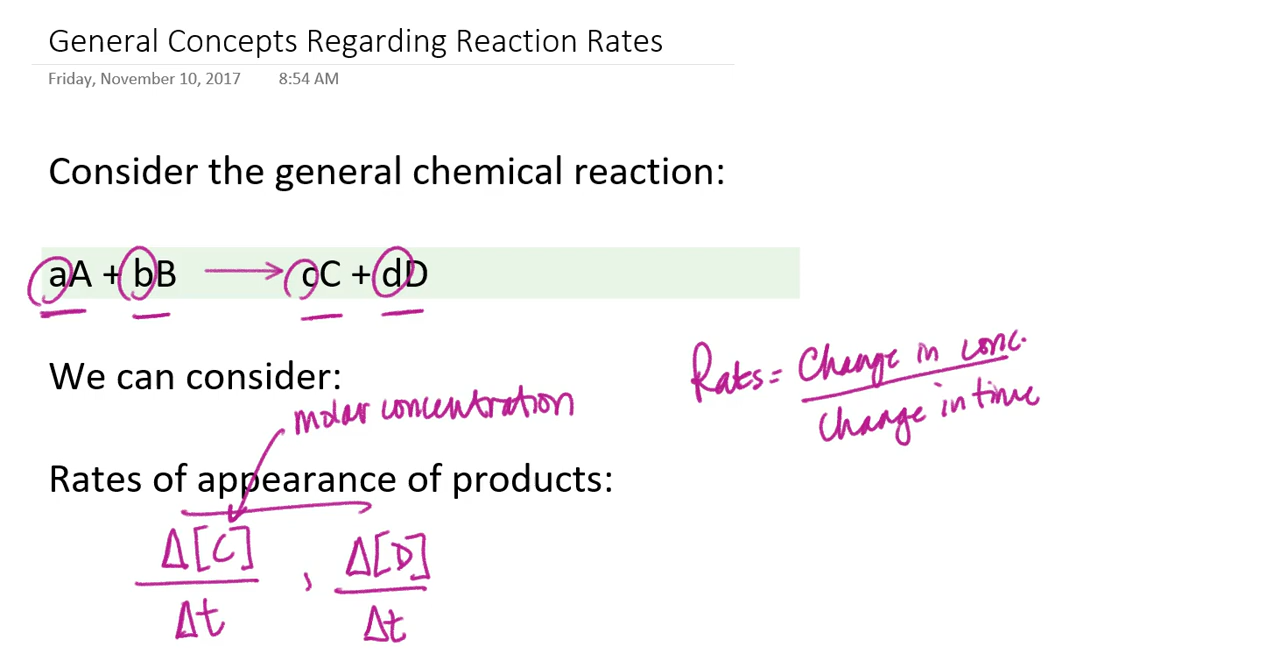 General Concepts Regarding Reaction Rates
Friday, November 10, 2017 8:54 AM
Consider the general chemical reaction:
aA + bB → cC + dD
We can consider:
molar concentration
Rates = Change in conc.
Change in time
Rates of appearance of products:
Δ[C] , Δ[D]
Δt Δt